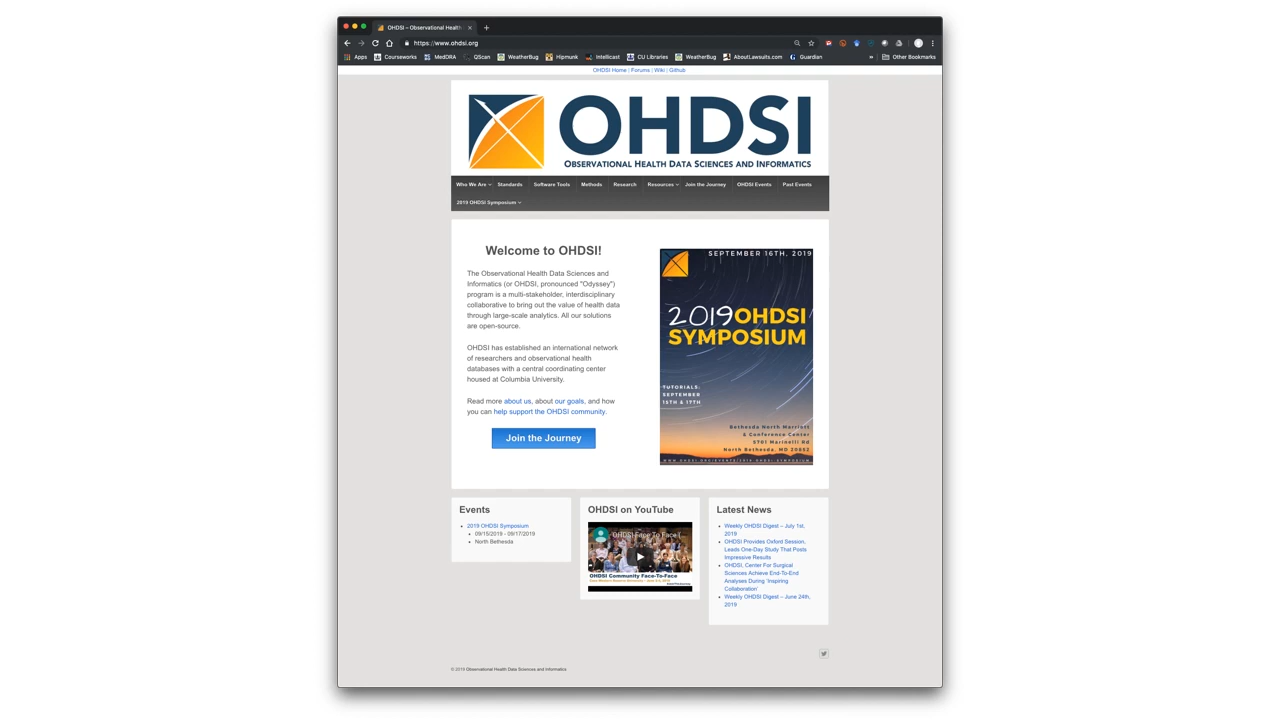 OHDSI – Observational Health
https://www.ohdsi.org
Apps Courseworks MedDRA QScan WeatherBug Hipmunk Intellicast CU Libraries WeatherBug AboutLawsuits.com Guardian » Other Bookmarks
OHDSI Home | Forums | Wiki | Github
OHDSI
OBSERVATIONAL HEALTH DATA SCIENCES AND INFORMATICS
Who We Are Standards Software Tools Methods Research Resources Join the Journey OHDSI Events Past Events
2019 OHDSI Symposium
Welcome to OHDSI!
The Observational Health Data Sciences and
Informatics (or OHDSI, pronounced "Odyssey")
program is a multi-stakeholder, interdisciplinary
collaborative to bring out the value of health data
through large-scale analytics. All our solutions
are open-source.
OHDSI has established an international network
of researchers and observational health
databases with a central coordinating center
housed at Columbia University.
Read more about us, about our goals, and how
you can help support the OHDSI community.
Join the Journey
SEPTEMBER 16TH, 2019
2019 OHDSI
SYMPOSIUM
TUTORIALS:
SEPTEMBER
15TH & 17TH
Bethesda North Marriott
& Conference Center
5701 Marinelli Rd
North Bethesda, MD 20852
WWW.OHDSI.ORG/EVENTS/2019-OHDSI-SYMPOSIUM
Events
2019 OHDSI Symposium
09/15/2019 - 09/17/2019
North Bethesda
OHDSI on YouTube
OHDSI Face To Face (
OHDSI Community Face-To-Face
Latest News
Weekly OHDSI Digest – July 1st,
2019
OHDSI Provides Oxford Session,
Leads One-Day Study That Posts
Impressive Results
OHDSI, Center For Surgical
Sciences Achieve End-To-End
Analyses During 'Inspiring
Collaboration'
Weekly OHDSI Digest – June 24th,
2019
© 2019 Observational Health Data Sciences and Informatics